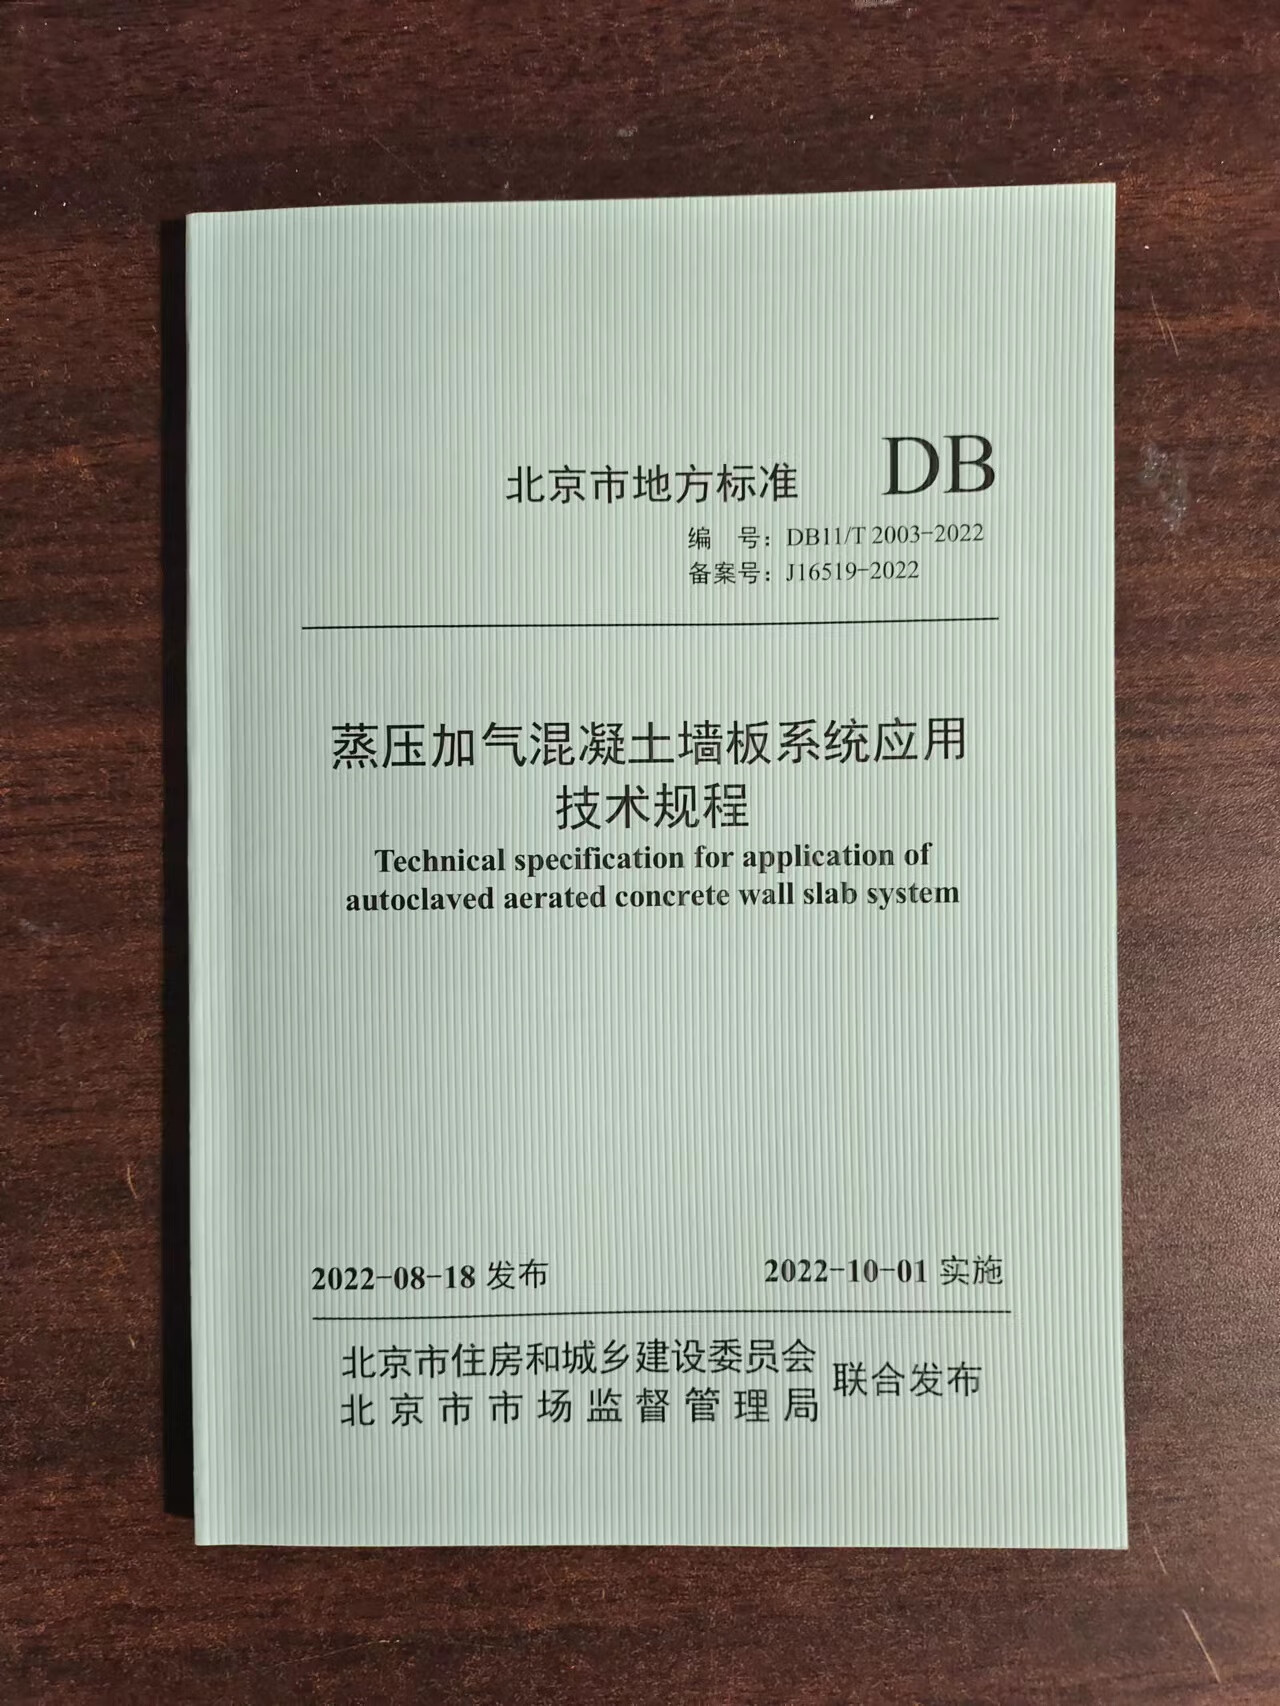 北京市地方标准 DB
编 号：DB11/T 2003-2022
备案号：J16519-2022
蒸压加气混凝土墙板系统应用
技术规程
Technical specification for application of
autoclaved aerated concrete wall slab system
2022-08-18 发布 2022-10-01 实施
北京市住房和城乡建设委员会
北京市市场监督管理局
联合发布